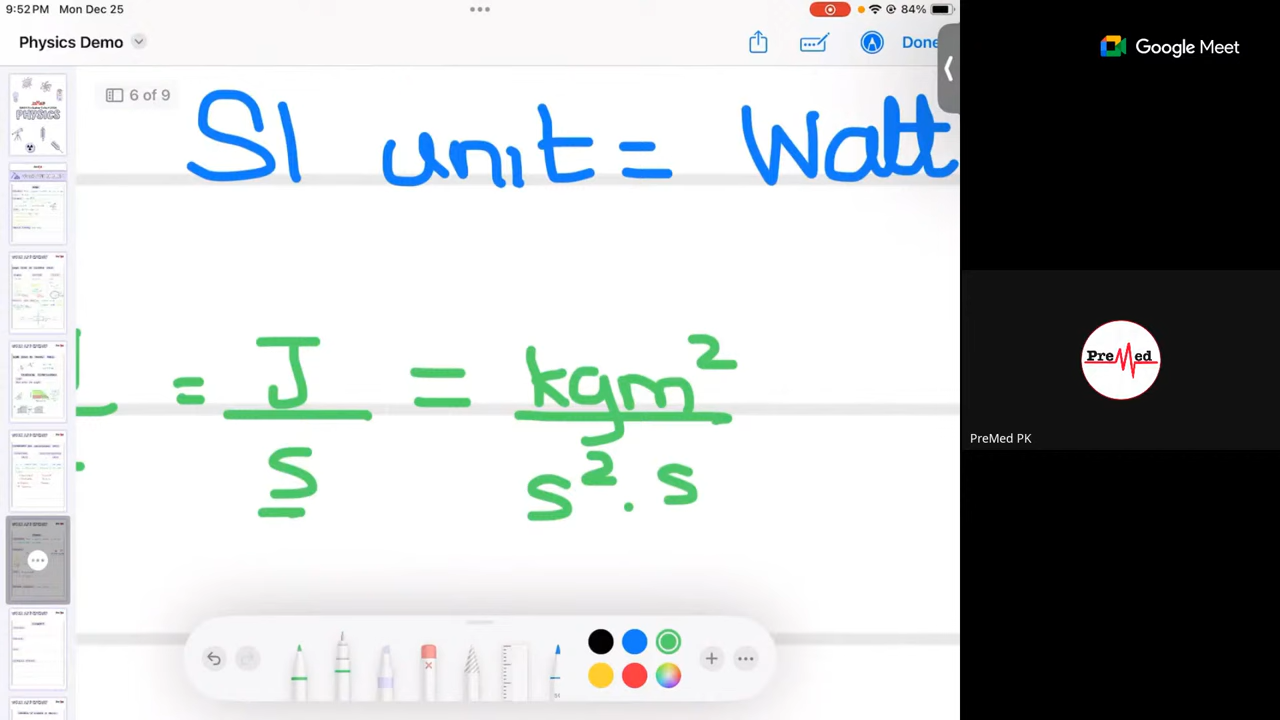 9:52 PM Mon Dec 25
84%
Physics Demo
Done
Google Meet
6 of 9
SI unit = Watt
= J = kgm²
s s² . s
PHYSICS
PreMed
PreMed PK